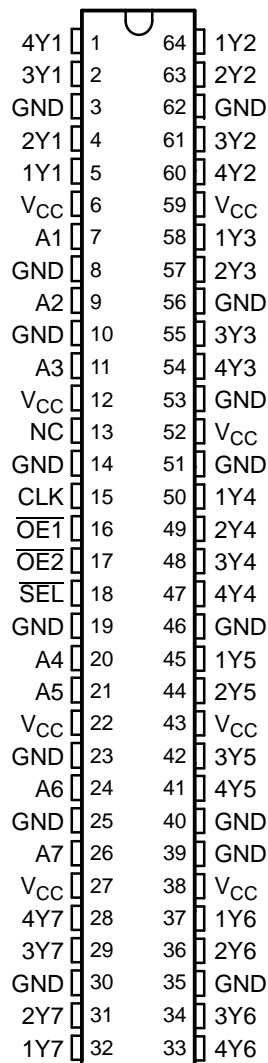 4Y1 1 64 1Y2
3Y1 2 63 2Y2
GND 3 62 GND
2Y1 4 61 3Y2
1Y1 5 60 4Y2
VCC 6 59 VCC
A1 7 58 1Y3
GND 8 57 2Y3
A2 9 56 GND
GND 10 55 3Y3
A3 11 54 4Y3
VCC 12 53 GND
NC 13 52 VCC
GND 14 51 GND
CLK 15 50 1Y4
OE1 16 49 2Y4
OE2 17 48 3Y4
SEL 18 47 4Y4
GND 19 46 GND
A4 20 45 1Y5
A5 21 44 2Y5
VCC 22 43 VCC
GND 23 42 3Y5
A6 24 41 4Y5
GND 25 40 GND
A7 26 39 GND
VCC 27 38 VCC
4Y7 28 37 1Y6
3Y7 29 36 2Y6
GND 30 35 GND
2Y7 31 34 3Y6
1Y7 32 33 4Y6